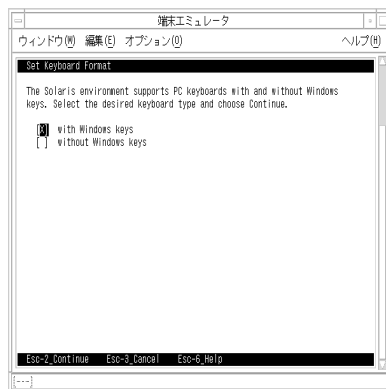 端末エミュレータ
ウィンドウ(W) 編集(E) オプション(O) ヘルプ(H)
Set Keyboard Format
The Solaris environment supports PC keyboards with and without Windows
keys. Select the desired keyboard type and choose Continue.
[X] with Windows keys
[ ] without Windows keys
Esc-2_Continue Esc-3_Cancel Esc-6_Help
[---]